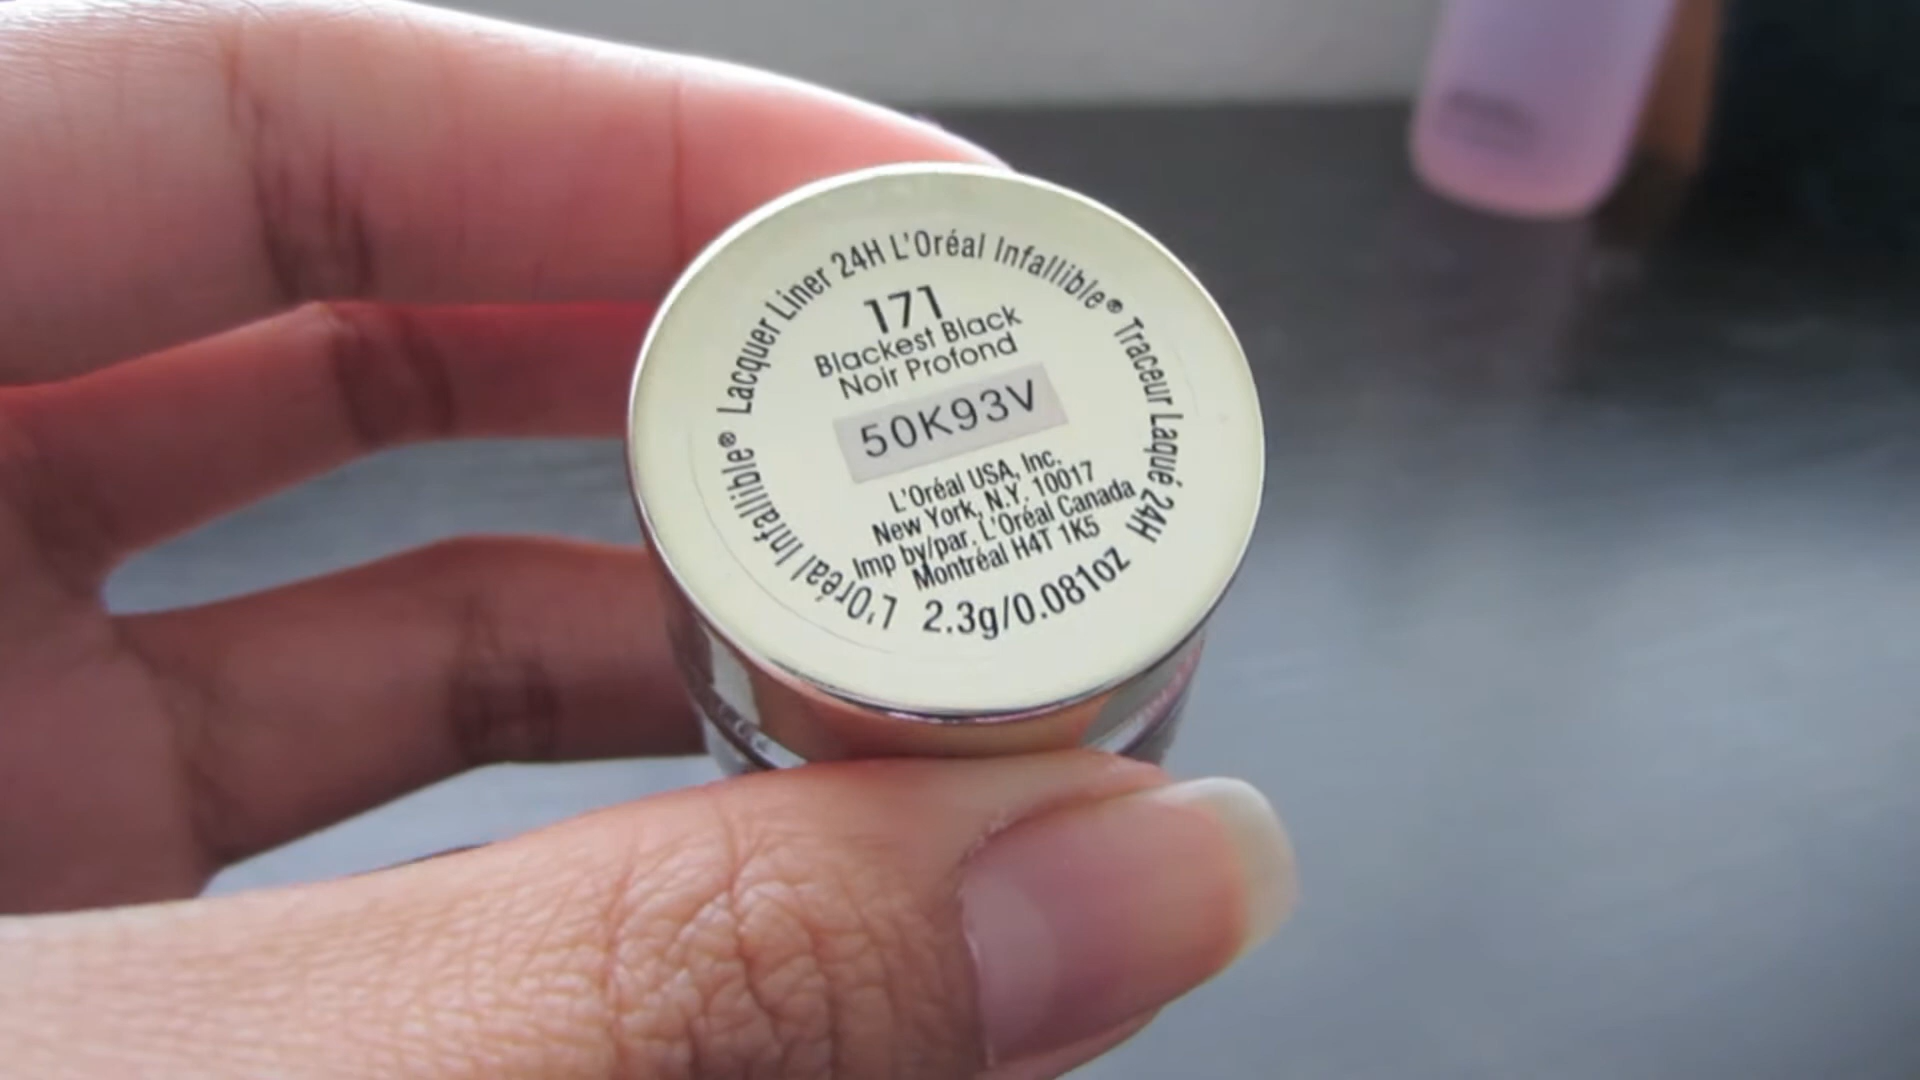 L'Oréal Infallible® Lacquer Liner 24H L'Oréal Infallible® Traceur Laqué 24H
171
Blackest Black
Noir Profond
50K93V
L'Oréal USA, Inc.
New York, N.Y. 10017
Imp by/par. L'Oréal Canada
Montréal H4T 1K5
2.3g/0.081oz